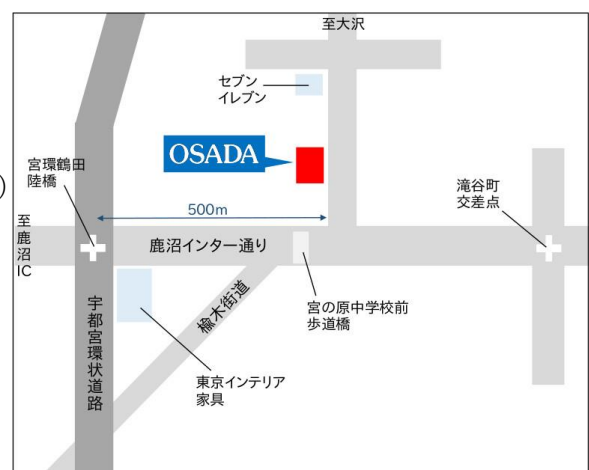 至大沢
セブン
イレブン
OSADA
宮環鶴田
陸橋
)
500m
滝谷町
交差点
至
鹿沼
IC
鹿沼インター通り
宮の原中学校前
歩道橋
楡木街道
宇都宮環状道路
東京インテリア
家具